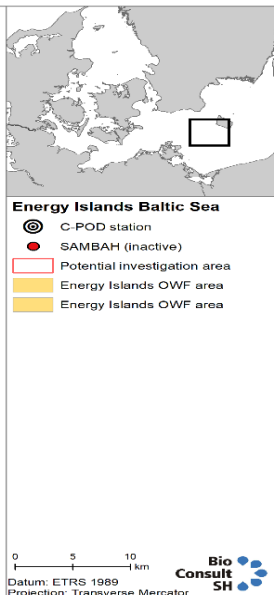 Energy Islands Baltic Sea
C-POD station
SAMBAH (inactive)
Potential investigation area
Energy Islands OWF area
Energy Islands OWF area
0 5 10
km
Bio
Consult
SH
Datum: ETRS 1989
Projection: Transverse Mercator